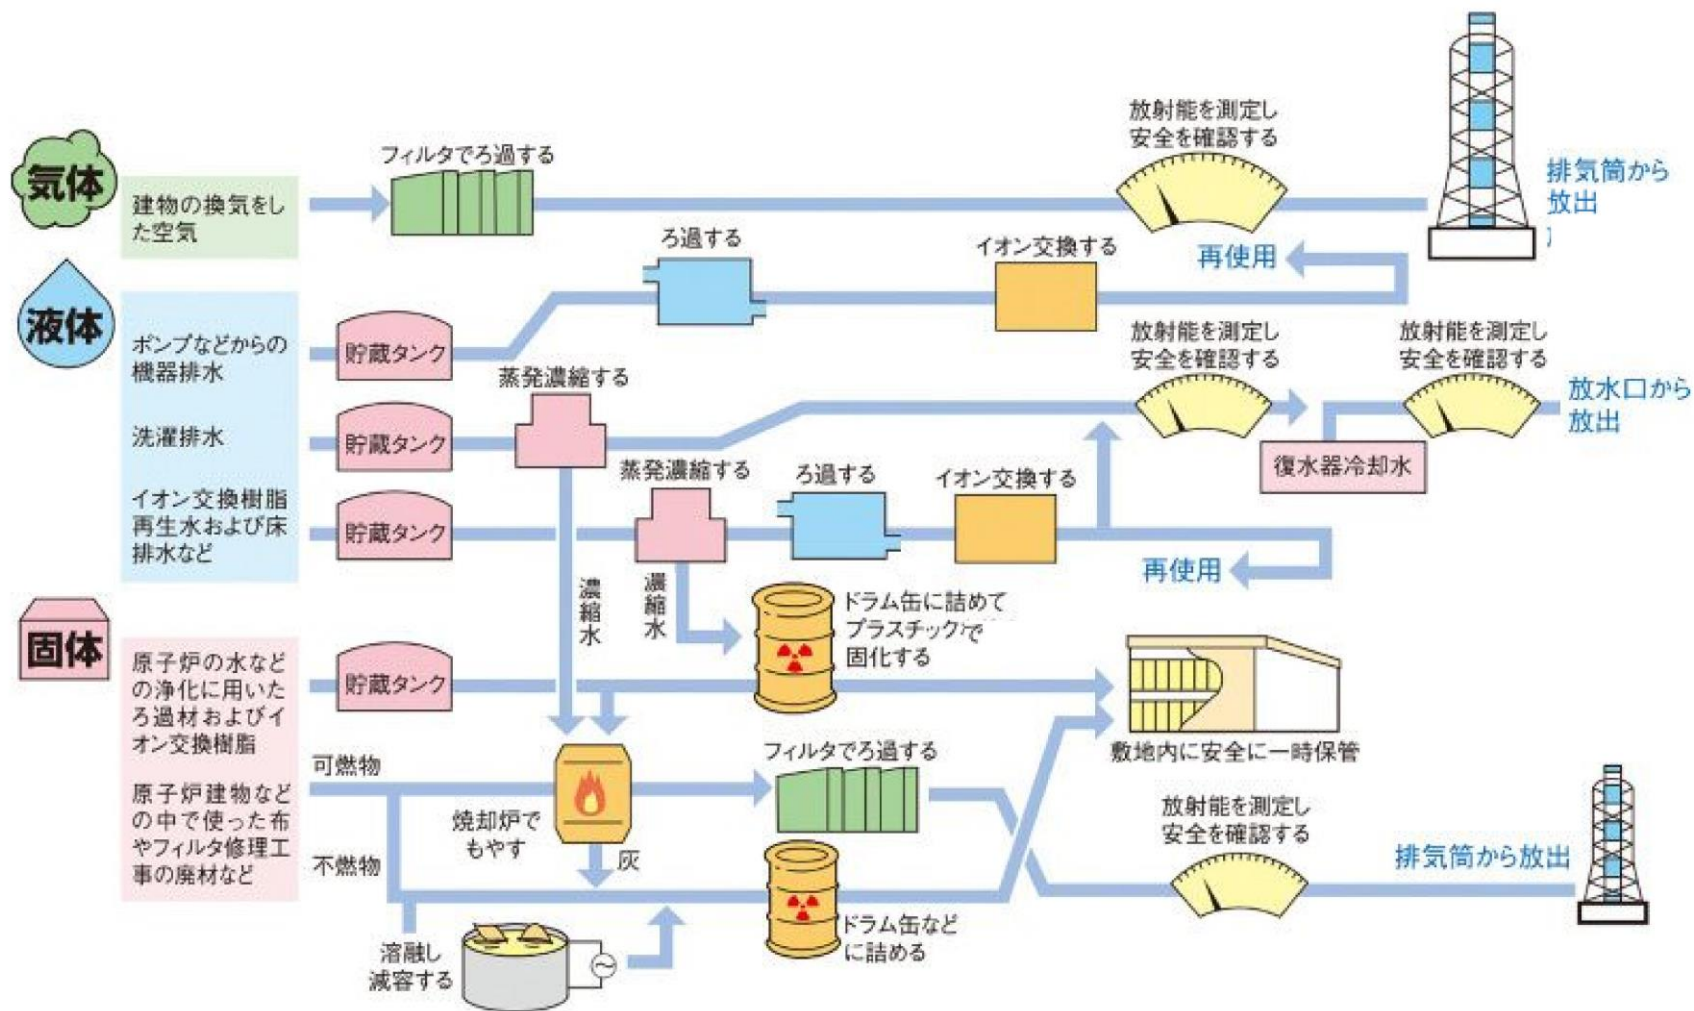 気体
建物の換気をし
た空気
フィルタでろ過する
放射能を測定し
安全を確認する
排気筒から
放出
液体
ポンプなどからの
機器排水
貯蔵タンク
ろ過する
イオン交換する
再使用
洗濯排水
貯蔵タンク
蒸発濃縮する
放射能を測定し
安全を確認する
復水器冷却水
放射能を測定し
安全を確認する
放水口から
放出
イオン交換樹脂
再生水および床
排水など
貯蔵タンク
蒸発濃縮する
ろ過する
イオン交換する
再使用
濃縮水
濃縮水
ドラム缶に詰めて
プラスチックで
固化する
固体
原子炉の水など
の浄化に用いた
ろ過材およびイ
オン交換樹脂
貯蔵タンク
敷地内に安全に一時保管
原子炉建物など
の中で使った布
やフィルタ修理工
事の廃材など
可燃物
不燃物
焼却炉で
もやす
灰
フィルタでろ過する
放射能を測定し
安全を確認する
排気筒から放出
溶融し
減容する
ドラム缶など
に詰める